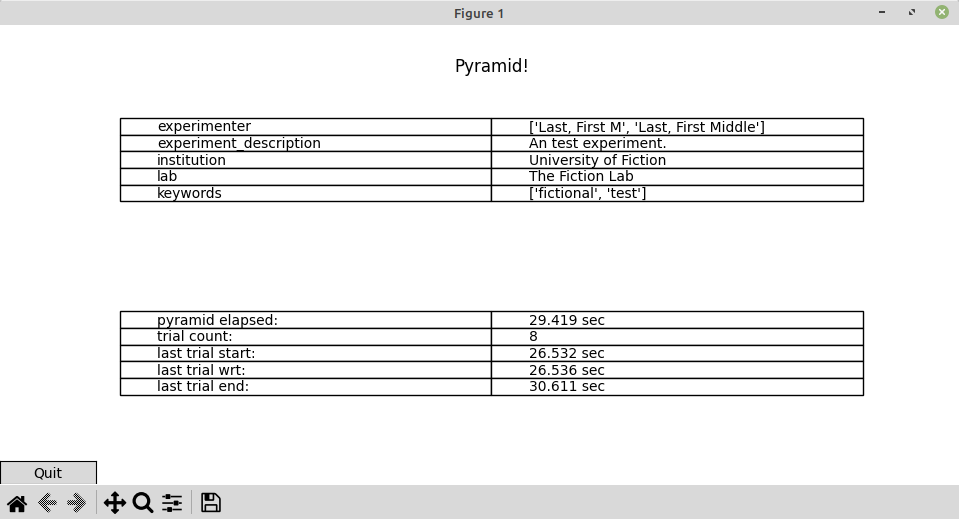 Figure 1
Pyramid!
experimenter ['Last, First M', 'Last, First Middle']
experiment_description An test experiment.
institution University of Fiction
lab The Fiction Lab
keywords ['fictional', 'test']
pyramid elapsed: 29.419 sec
trial count: 8
last trial start: 26.532 sec
last trial wrt: 26.536 sec
last trial end: 30.611 sec
Quit